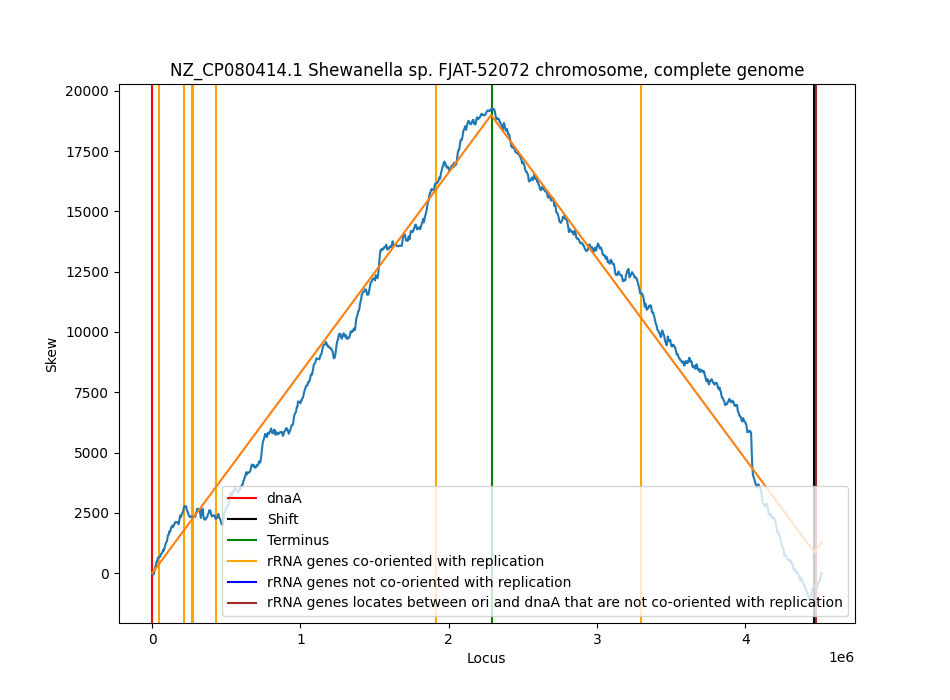 NZ_CP080414.1 Shewanella sp. FJAT-52072 chromosome, complete genome
20000
17500
15000
12500
10000
7500
5000
2500
0
Skew
dnaA
Shift
Terminus
rRNA genes co-oriented with replication
rRNA genes not co-oriented with replication
rRNA genes locates between ori and dnaA that are not co-oriented with replication
0 1 2 3 4
1e6
Locus